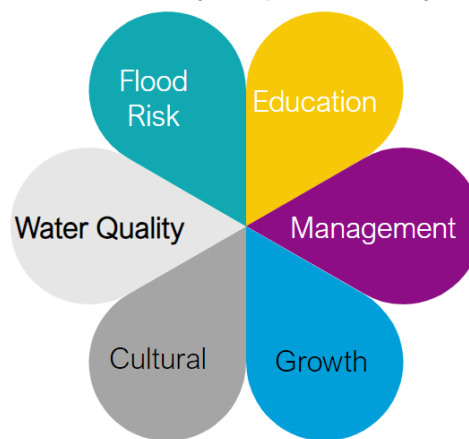 Flood
Risk
Education
Water Quality
Management
Cultural
Growth